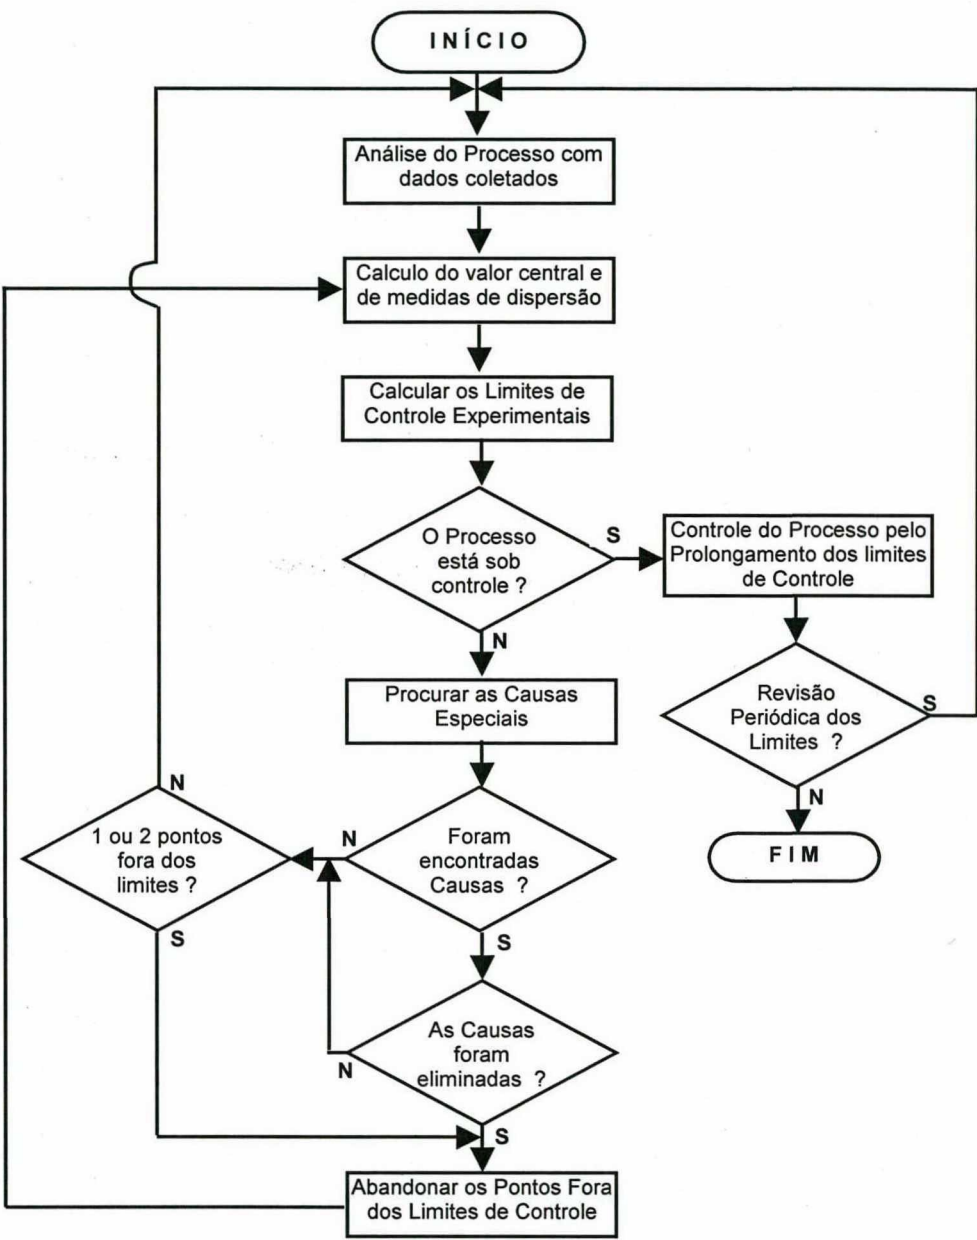 INÍCIO
Análise do Processo com
dados coletados
Calculo do valor central e
de medidas de dispersão
Calcular os Limites de
Controle Experimentais
O Processo
está sob
controle ?
S
N
Controle do Processo pelo
Prolongamento dos limites
de Controle
Revisão
Periódica dos
Limites ?
S
N
FIM
Procurar as Causas
Especiais
Foram
encontradas
Causas ?
N
S
1 ou 2 pontos
fora dos
limites ?
N
S
As Causas
foram
eliminadas ?
N
S
Abandonar os Pontos Fora
dos Limites de Controle